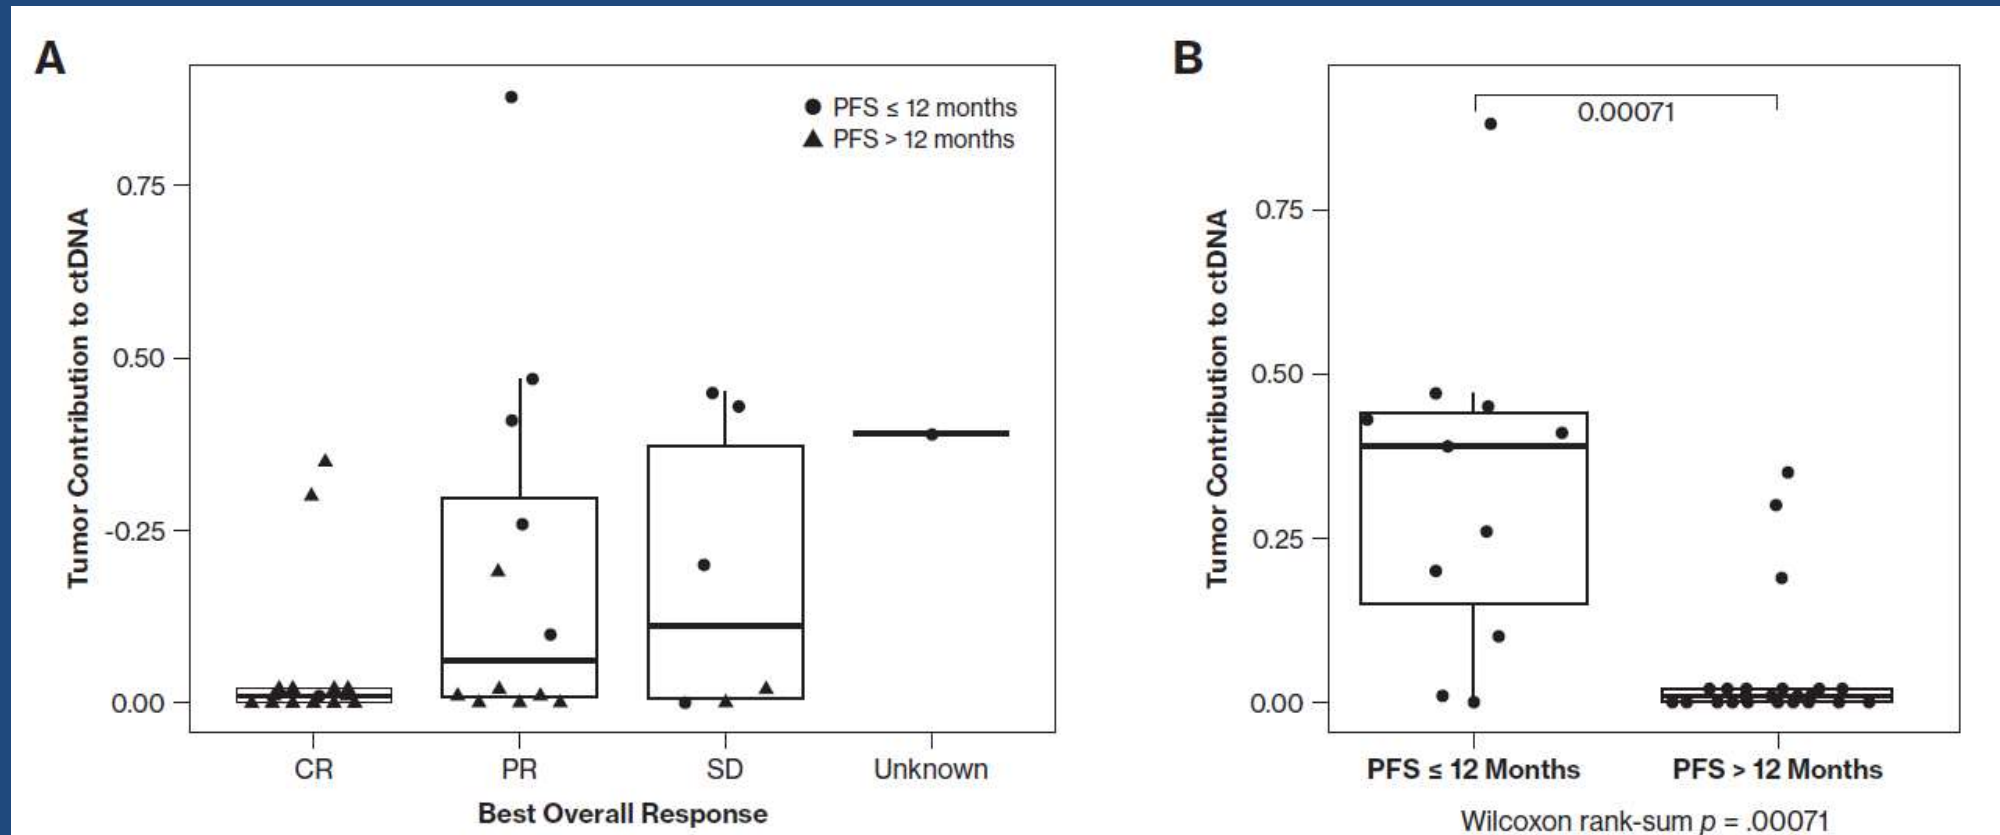 A
● PFS ≤ 12 months
▲ PFS > 12 months
Tumor Contribution to ctDNA
0.75
0.50
-0.25
0.00
CR PR SD Unknown
Best Overall Response
B
0.00071
Tumor Contribution to ctDNA
0.75
0.50
0.25
0.00
PFS ≤ 12 Months PFS > 12 Months
Wilcoxon rank-sum p = .00071